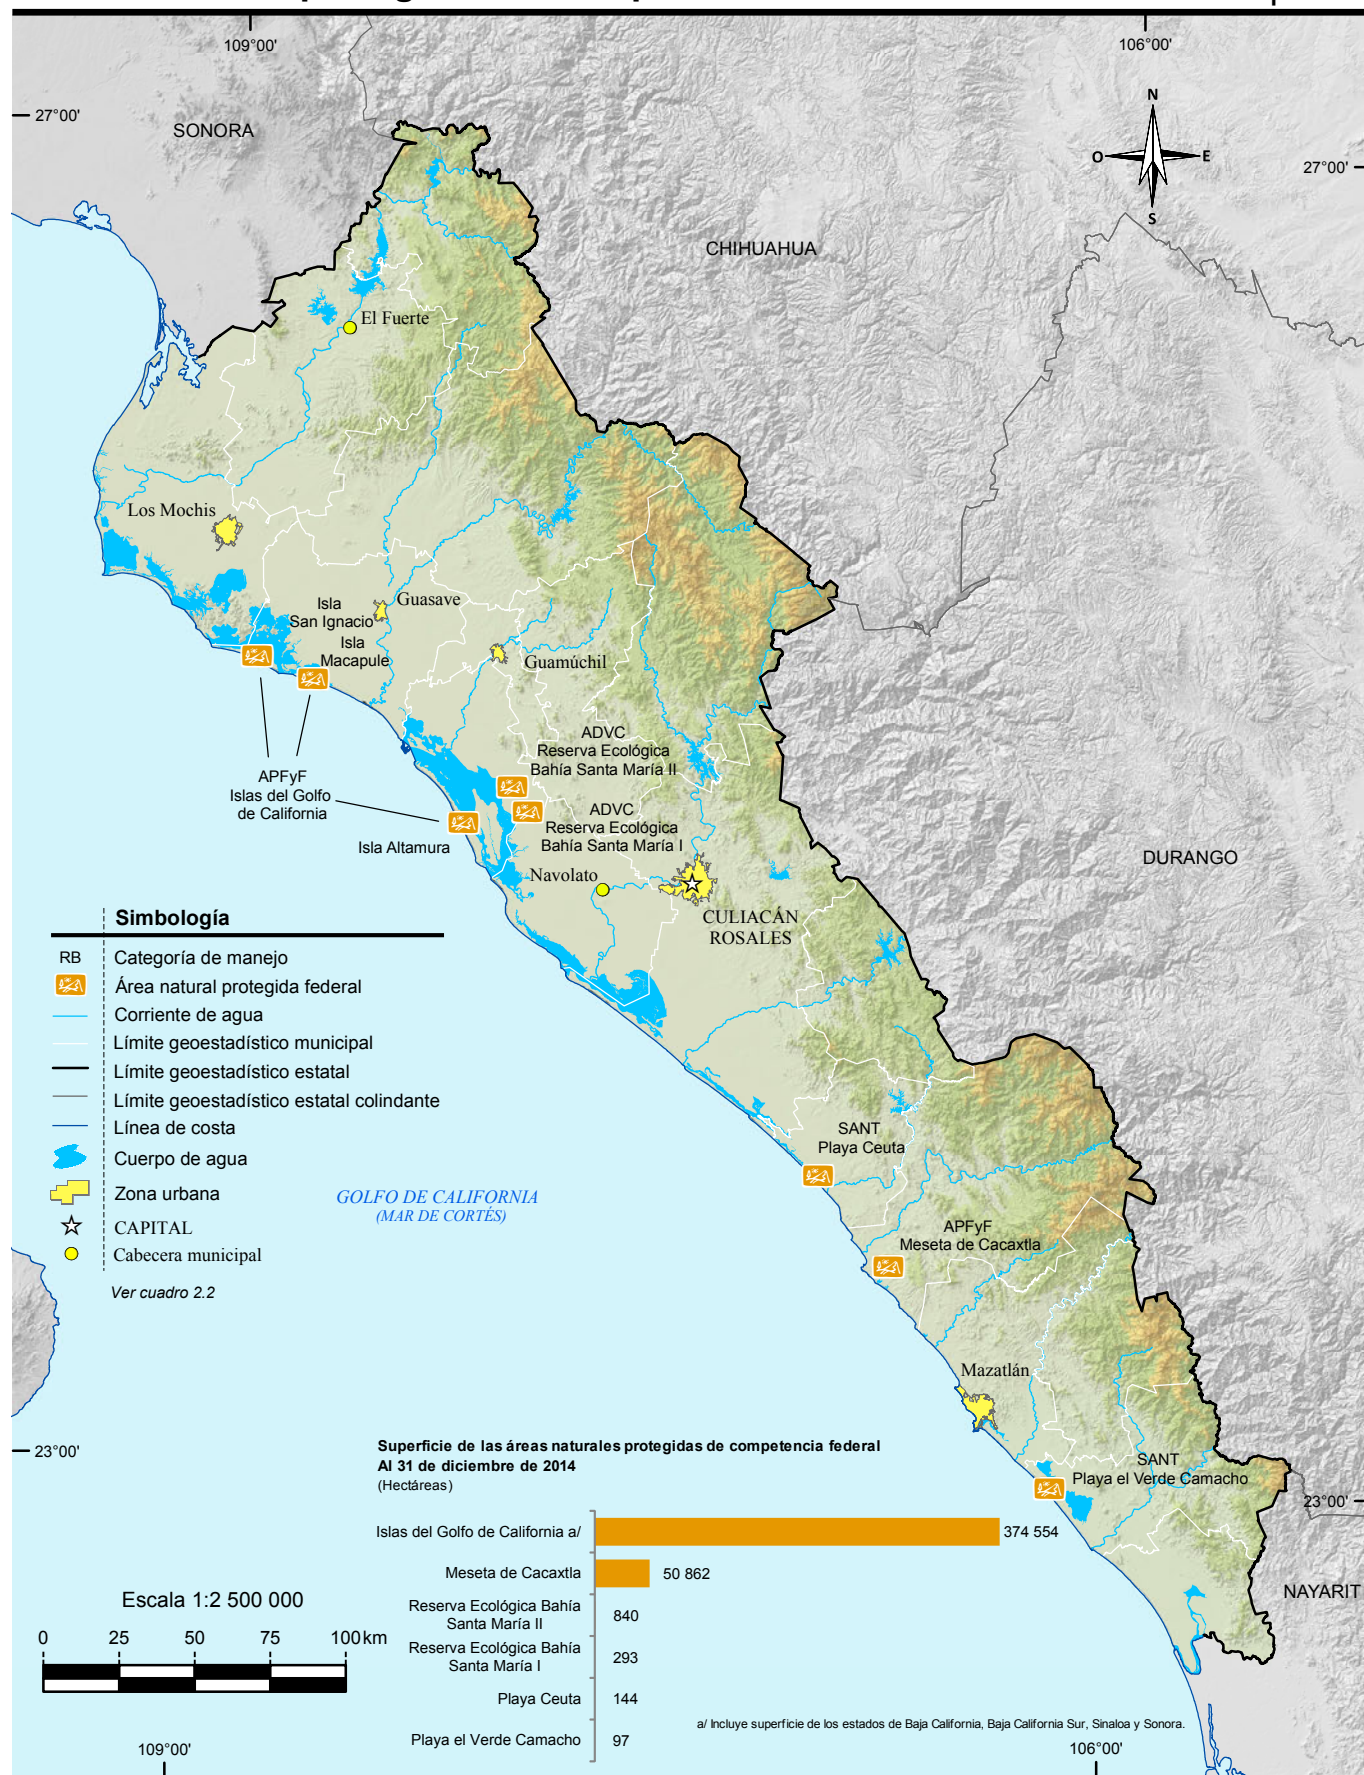 109°00'
106°00'
27°00'
SONORA
N
O
E
S
27°00'
CHIHUAHUA
El Fuerte
Los Mochis
Isla
San Ignacio
Guasave
Isla
Macapule
Guamúchil
ADVC
Reserva Ecológica
Bahía Santa María II
APFyF
Islas del Golfo
de California
ADVC
Reserva Ecológica
Bahía Santa María I
Isla Altamura
DURANGO
Navolato
CULIACÁN
ROSALES
Simbología
RB Categoría de manejo
Área natural protegida federal
Corriente de agua
Límite geoestadístico municipal
Límite geoestadístico estatal
Límite geoestadístico estatal colindante
Línea de costa
Cuerpo de agua
Zona urbana
CAPITAL
Cabecera municipal
Ver cuadro 2.2
SANT
Playa Ceuta
GOLFO DE CALIFORNIA
(MAR DE CORTÉS)
APFyF
Meseta de Cacaxtla
Mazatlán
23°00'
SANT
Playa el Verde Camacho
23°00'
NAYARIT
Superficie de las áreas naturales protegidas de competencia federal
Al 31 de diciembre de 2014
(Hectáreas)
Islas del Golfo de California a/ 374 554
Meseta de Cacaxtla 50 862
Reserva Ecológica Bahía
Santa María II 840
Reserva Ecológica Bahía
Santa María I 293
Playa Ceuta 144
Playa el Verde Camacho 97
a/ Incluye superficie de los estados de Baja California, Baja California Sur, Sinaloa y Sonora.
Escala 1:2 500 000
0 25 50 75 100 km
109°00'
106°00'